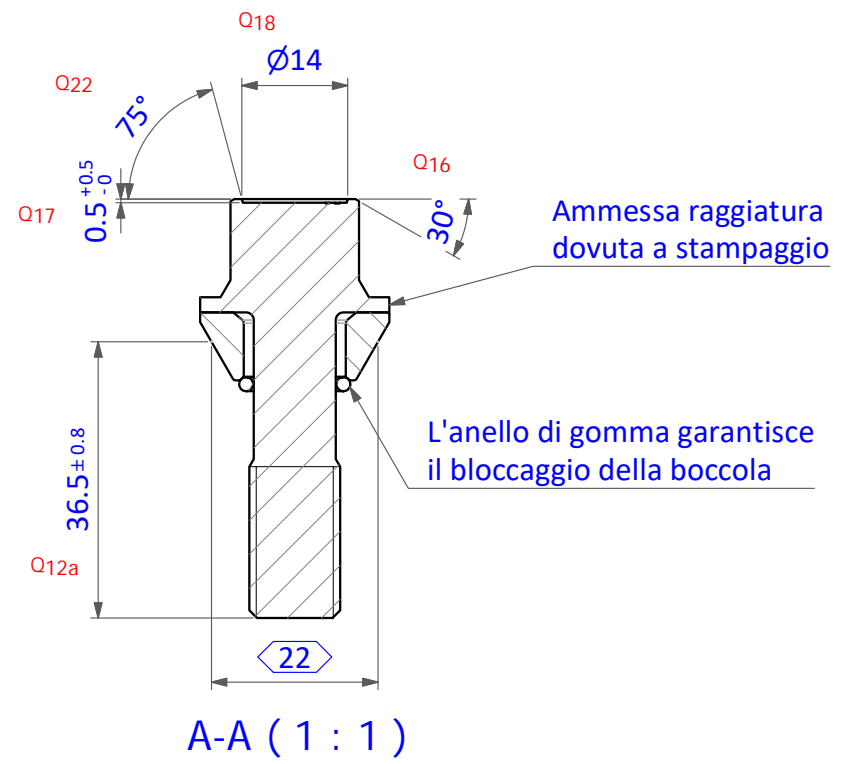 Q18
Ø14
Q22
75°
Q16
Q17
0.5 +0.5 -0
30°
Ammessa raggiatura
dovuta a stampaggio
L'anello di gomma garantisce
il bloccaggio della boccola
36.5±0.8
Q12a
22
A-A ( 1 : 1 )